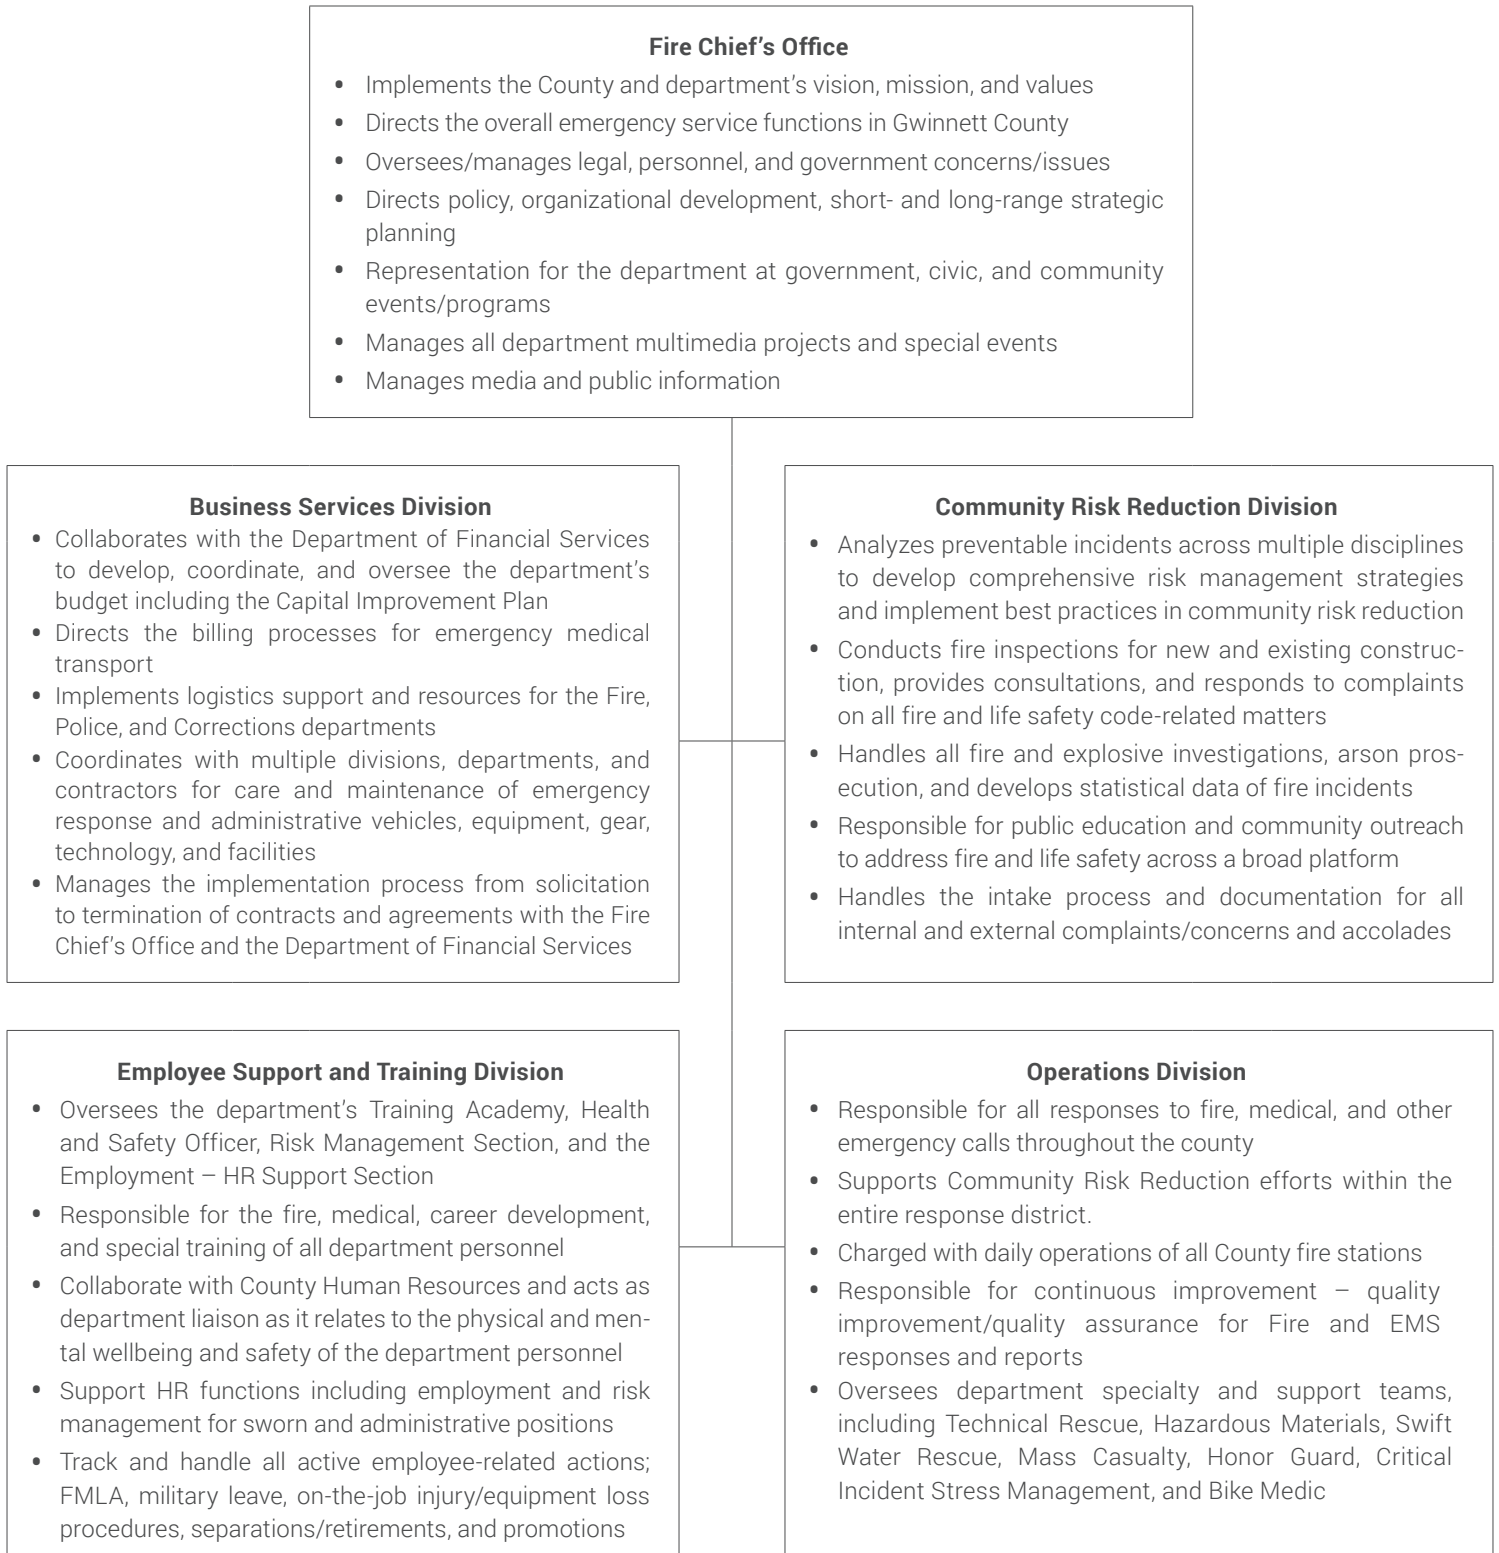 Fire Chief's Office
• Implements the County and department's vision, mission, and values
• Directs the overall emergency service functions in Gwinnett County
• Oversees/manages legal, personnel, and government concerns/issues
• Directs policy, organizational development, short- and long-range strategic
planning
• Representation for the department at government, civic, and community
events/programs
• Manages all department multimedia projects and special events
• Manages media and public information
Business Services Division
• Collaborates with the Department of Financial Services
to develop, coordinate, and oversee the department's
budget including the Capital Improvement Plan
• Directs the billing processes for emergency medical
transport
• Implements logistics support and resources for the Fire,
Police, and Corrections departments
• Coordinates with multiple divisions, departments, and
contractors for care and maintenance of emergency
response and administrative vehicles, equipment, gear,
technology, and facilities
• Manages the implementation process from solicitation
to termination of contracts and agreements with the Fire
Chief's Office and the Department of Financial Services
Community Risk Reduction Division
• Analyzes preventable incidents across multiple disciplines
to develop comprehensive risk management strategies
and implement best practices in community risk reduction
• Conducts fire inspections for new and existing construc-
tion, provides consultations, and responds to complaints
on all fire and life safety code-related matters
• Handles all fire and explosive investigations, arson pros-
ecution, and develops statistical data of fire incidents
• Responsible for public education and community outreach
to address fire and life safety across a broad platform
• Handles the intake process and documentation for all
internal and external complaints/concerns and accolades
Employee Support and Training Division
• Oversees the department's Training Academy, Health
and Safety Officer, Risk Management Section, and the
Employment – HR Support Section
• Responsible for the fire, medical, career development,
and special training of all department personnel
• Collaborate with County Human Resources and acts as
department liaison as it relates to the physical and men-
tal wellbeing and safety of the department personnel
• Support HR functions including employment and risk
management for sworn and administrative positions
• Track and handle all active employee-related actions;
FMLA, military leave, on-the-job injury/equipment loss
procedures, separations/retirements, and promotions
Operations Division
• Responsible for all responses to fire, medical, and other
emergency calls throughout the county
• Supports Community Risk Reduction efforts within the
entire response district.
• Charged with daily operations of all County fire stations
• Responsible for continuous improvement – quality
improvement/quality assurance for Fire and EMS
responses and reports
• Oversees department specialty and support teams,
including Technical Rescue, Hazardous Materials, Swift
Water Rescue, Mass Casualty, Honor Guard, Critical
Incident Stress Management, and Bike Medic